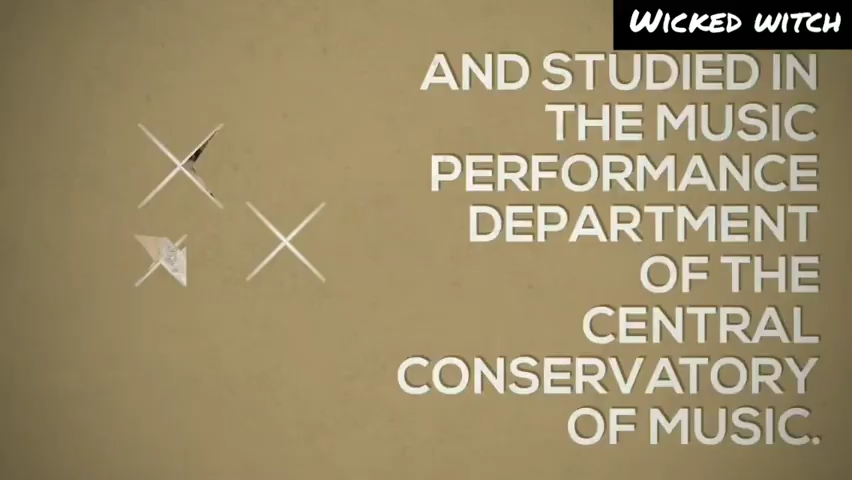 WICKED WITCH
AND STUDIED IN
THE MUSIC
PERFORMANCE
DEPARTMENT
OF THE
CENTRAL
CONSERVATORY
OF MUSIC.